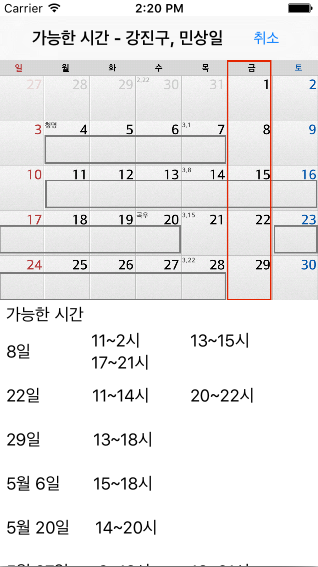 Carrier 2:20 PM
가능한 시간 - 강진구, 민상일 취소
일 월 화 수 목 금 토
27 28 29 2.22 30 31 1 2
3 청명 4 5 6 3.1 7 8 9
10 11 12 13 3.8 14 15 16
17 18 19 곡우 20 3.15 21 22 23
24 25 26 27 3.22 28 29 30
가능한 시간
8일 11~2시 13~15시
17~21시
22일 11~14시 20~22시
29일 13~18시
5월 6일 15~18시
5월 20일 14~20시